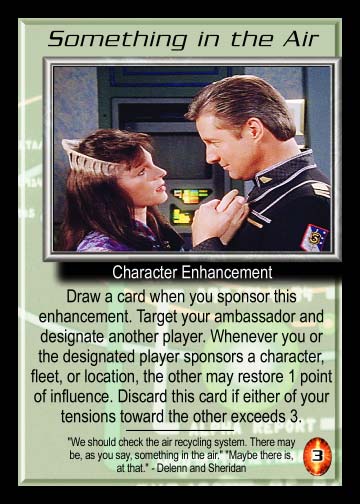 Something in the Air
Character Enhancement
Draw a card when you sponsor this
enhancement. Target your ambassador and
designate another player. Whenever you or
the designated player sponsors a character,
fleet, or location, the other may restore 1 point
of influence. Discard this card if either of your
tensions toward the other exceeds 3.
"We should check the air recycling system. There may
be, as you say, something in the air." "Maybe there is,
at that." - Delenn and Sheridan
3